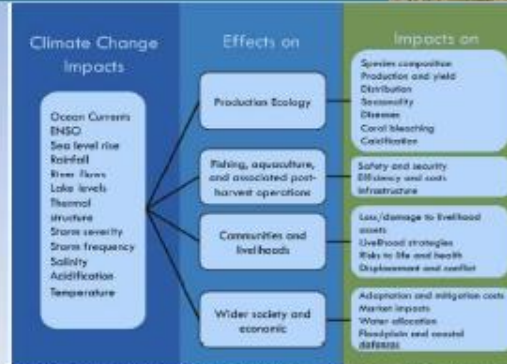 Climate Change
Impacts
Ocean Currents
ENSO
Sea level rise
Rainfall
River flows
Lake levels
Thermal
structure
Storm severity
Storm frequency
Salinity
Acidification
Temperature
Effects on
Production Ecology
Fishing, aquaculture,
and associated post-
harvest operations
Communities and
livelihoods
Wider society and
economic
Impacts on
Species composition
Production and yield
Distribution
Seasonality
Diseases
Coral bleaching
Calcification
Safety and security
Efficiency and costs
Infrastructure
Loss/damage to livelihood
assets
Livelihood strategies
Risks to life and health
Displacement and conflict
Adaptation and mitigation costs
Market impacts
Water allocation
Floodplain and coastal
defences